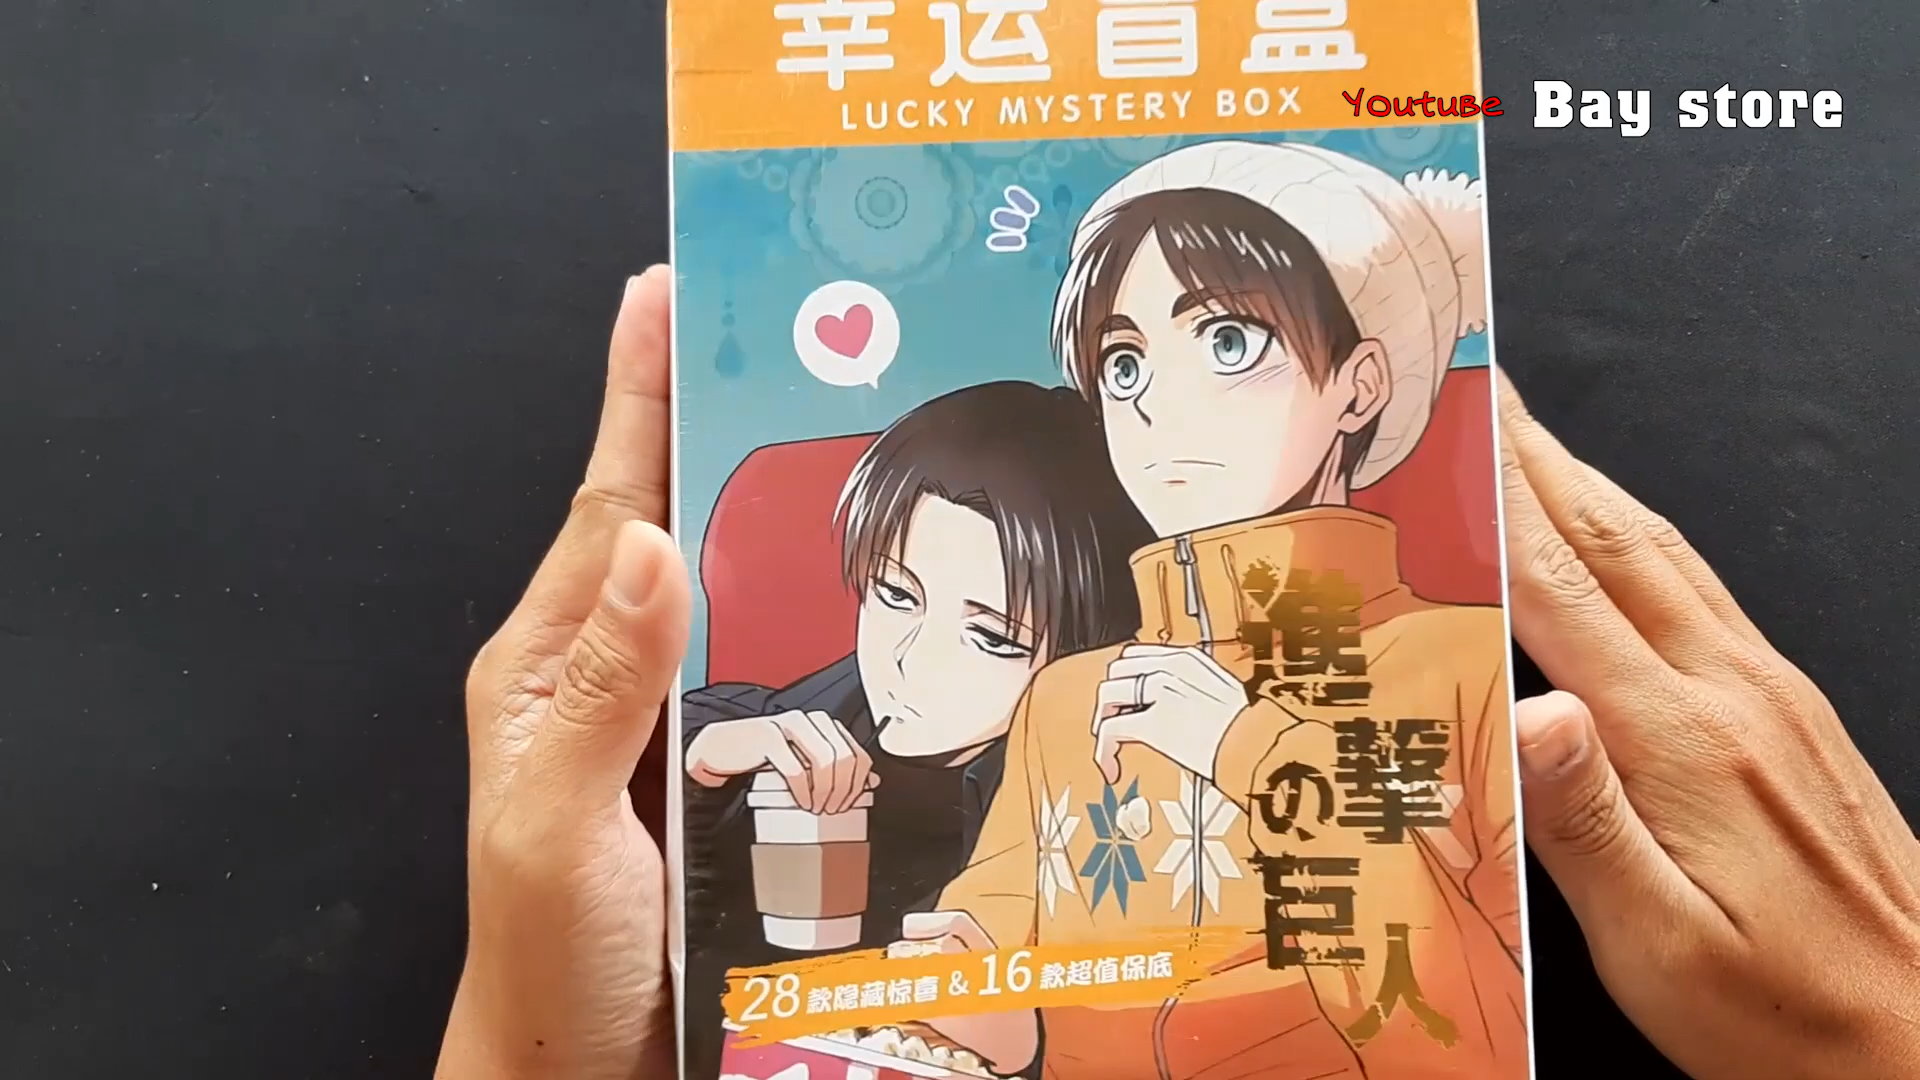 幸运盲盒
LUCKY MYSTERY BOX
YoutuBe Bay store
進撃の巨人
28款隐藏惊喜 & 16款超值保底